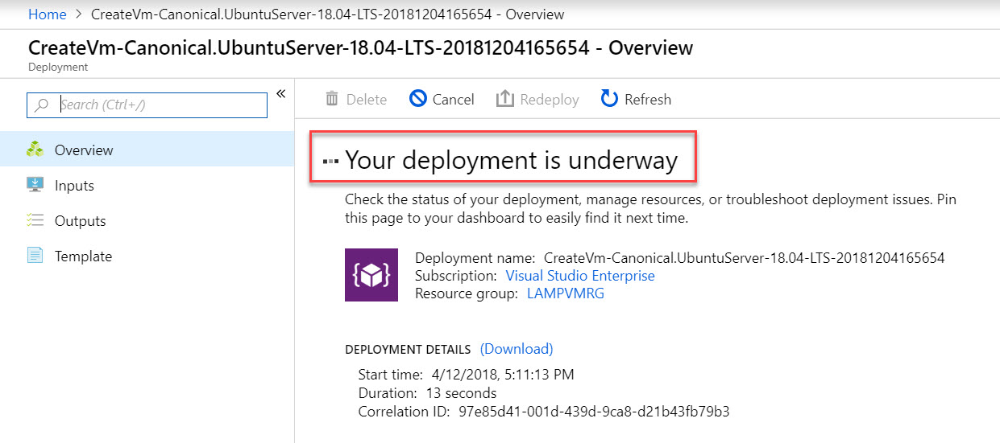 Home > CreateVm-Canonical.UbuntuServer-18.04-LTS-20181204165654 - Overview
CreateVm-Canonical.UbuntuServer-18.04-LTS-20181204165654 - Overview
Deployment
Search (Ctrl+/)
«
Overview
Inputs
Outputs
Template
Delete Cancel Redeploy Refresh
Your deployment is underway
Check the status of your deployment, manage resources, or troubleshoot deployment issues. Pin
this page to your dashboard to easily find it next time.
Deployment name: CreateVm-Canonical.UbuntuServer-18.04-LTS-20181204165654
Subscription: Visual Studio Enterprise
Resource group: LAMPVMRG
DEPLOYMENT DETAILS (Download)
Start time: 4/12/2018, 5:11:13 PM
Duration: 13 seconds
Correlation ID: 97e85d41-001d-439d-9ca8-d21b43fb79b3